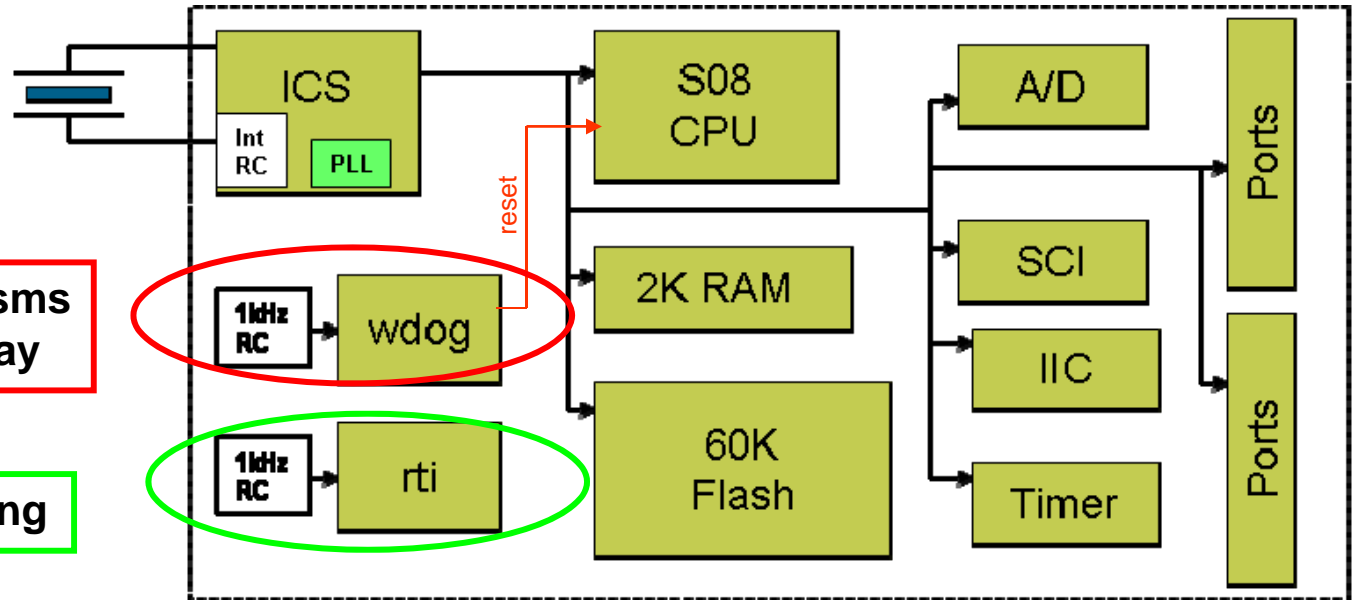 ICS
Int
RC
PLL
S08
CPU
reset
A/D
Ports
SCI
2K RAM
1kHz
RC
wdog
IIC
ay
1kHz
RC
rti
60K
Flash
Timer
Ports
sms
ng